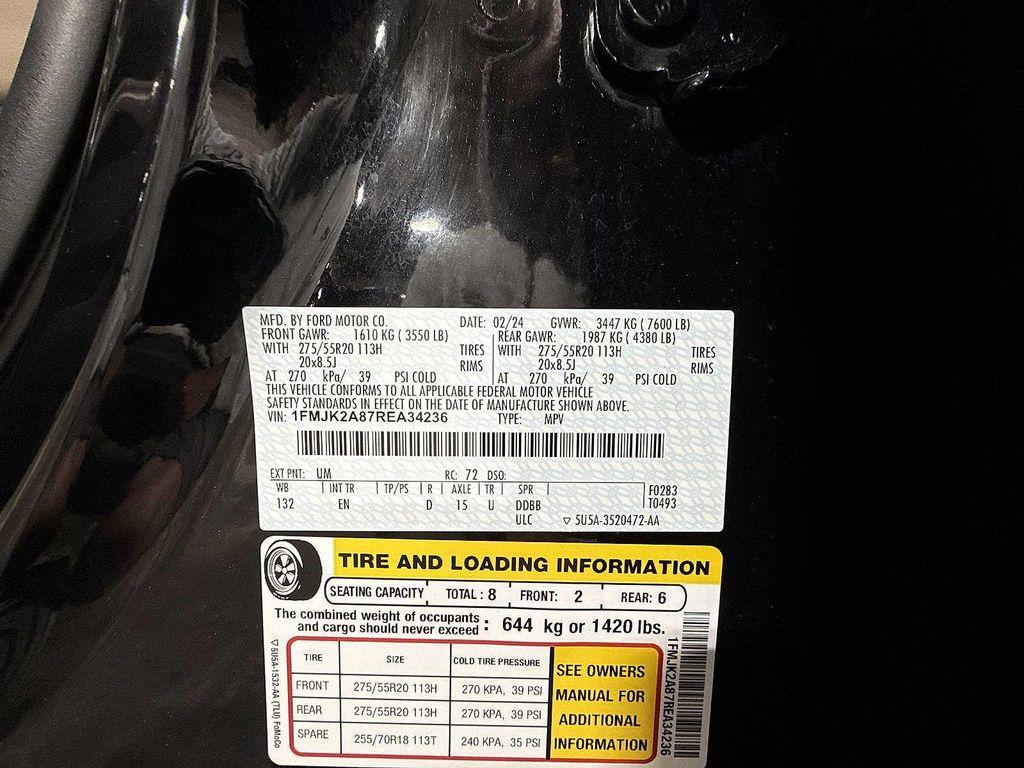 MFD. BY FORD MOTOR CO. DATE: 02/24 GVWR: 3447 KG ( 7600 LB)
FRONT GAWR: 1610 KG ( 3550 LB) REAR GAWR: 1987 KG ( 4380 LB)
WITH 275/55R20 113H TIRES WITH 275/55R20 113H TIRES
20x8.5J RIMS 20x8.5J RIMS
AT 270 kPa/ 39 PSI COLD AT 270 kPa/ 39 PSI COLD
THIS VEHICLE CONFORMS TO ALL APPLICABLE FEDERAL MOTOR VEHICLE
SAFETY STANDARDS IN EFFECT ON THE DATE OF MANUFACTURE SHOWN ABOVE.
VIN: 1FMJK2A87REA34236 TYPE: MPV
EXT PNT: UM RC: 72 DSO:
WB INT TR TP/PS R AXLE TR SPR F0283
132 EN D 15 U DDBB T0493
ULC 5U5A-3520472-AA
TIRE AND LOADING INFORMATION
SEATING CAPACITY TOTAL : 8 FRONT: 2 REAR: 6
The combined weight of occupants
and cargo should never exceed : 644 kg or 1420 lbs.
TIRE SIZE COLD TIRE PRESSURE
FRONT 275/55R20 113H 270 KPA, 39 PSI
REAR 275/55R20 113H 270 KPA, 39 PSI
SPARE 255/70R18 113T 240 KPA, 35 PSI
SEE OWNERS
MANUAL FOR
ADDITIONAL
INFORMATION
5U5A-1532-AA (TLU) FoMoCo
1FMJK2A87REA34236